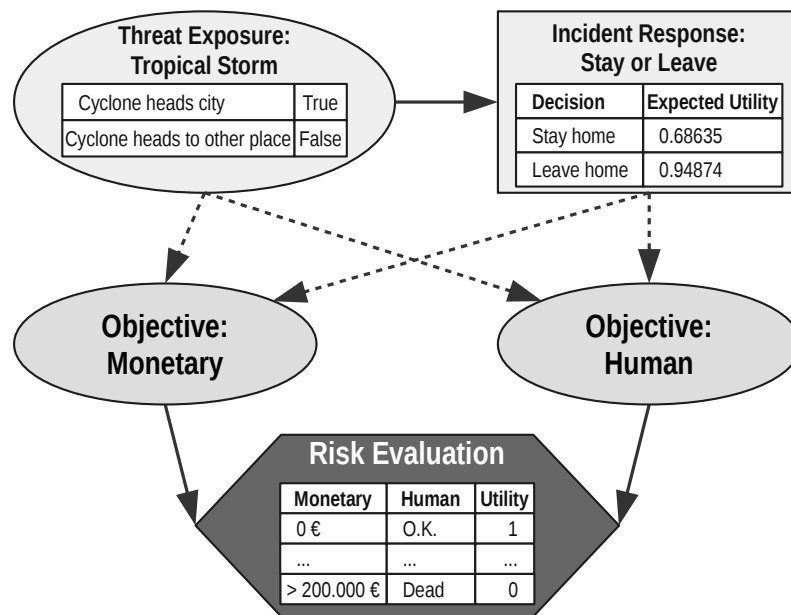 Threat Exposure:
Tropical Storm
Cyclone heads city True
Cyclone heads to other place False
Incident Response:
Stay or Leave
Decision Expected Utility
Stay home 0.68635
Leave home 0.94874
Objective:
Monetary
Objective:
Human
Risk Evaluation
Monetary Human Utility
0 € O.K. 1
... ... ...
> 200.000 € Dead 0